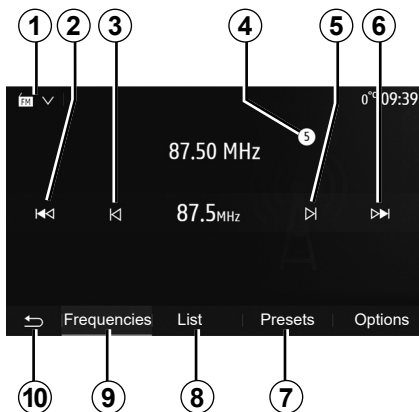 1 2 3 4 5 6
FM 0°C 09:39
5
87.50 MHz
87.5MHz
Frequencies List Presets Options
10 9 8 7